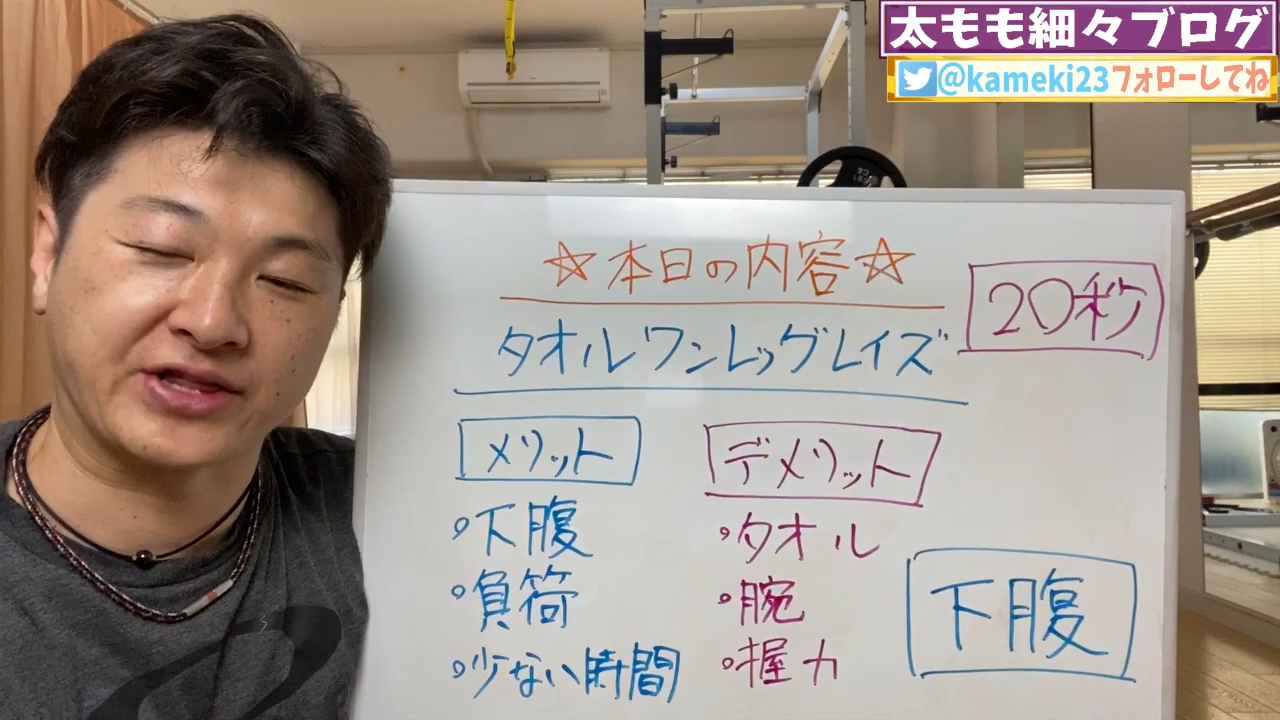 太もも細々ブログ
@kameki23フォローしてね
☆本日の内容☆
20秒
タオルワンレッグレイズ
メリット
・下腹
・負荷
・少ない時間
デメリット
・タオル
・腕
・握力
下腹